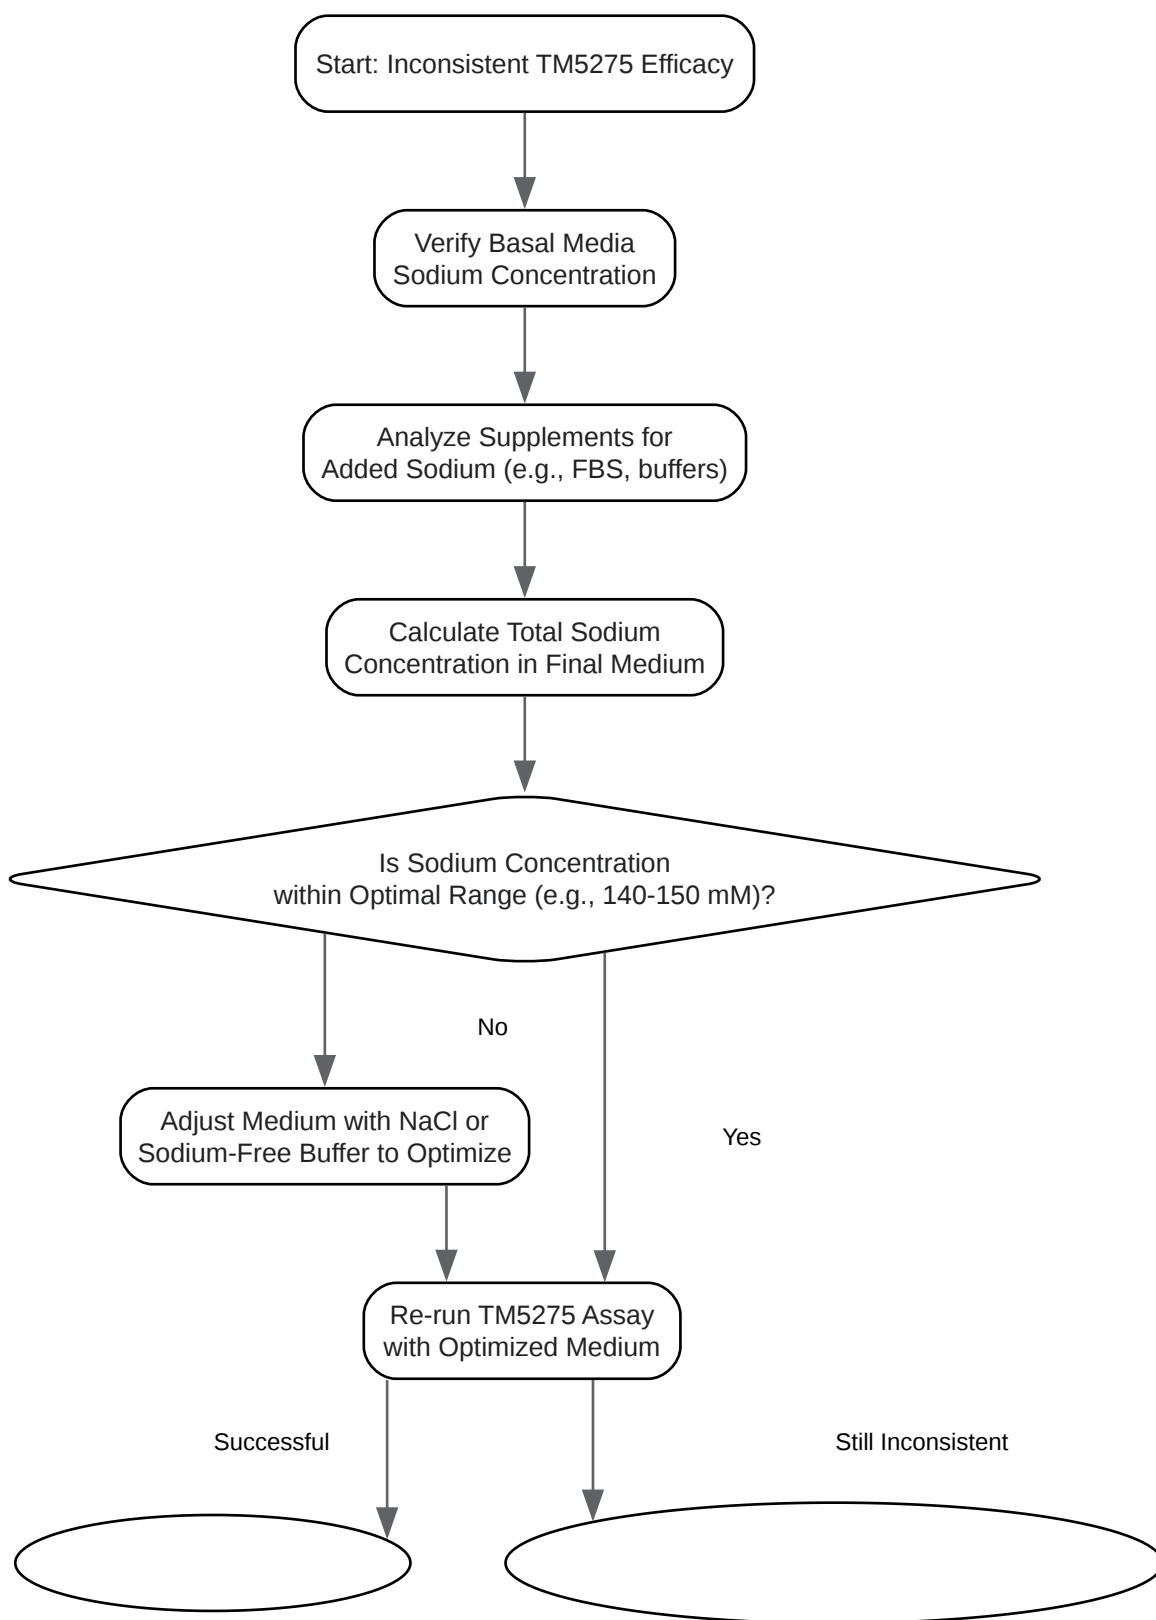 Start: Inconsistent TM5275 Efficacy
Verify Basal Media
Sodium Concentration
Analyze Supplements for
Added Sodium (e.g., FBS, buffers)
Calculate Total Sodium
Concentration in Final Medium
Is Sodium Concentration
within Optimal Range (e.g., 140-150 mM)?
No
Adjust Medium with NaCl or
Sodium-Free Buffer to Optimize
Yes
Re-run TM5275 Assay
with Optimized Medium
Successful
Still Inconsistent